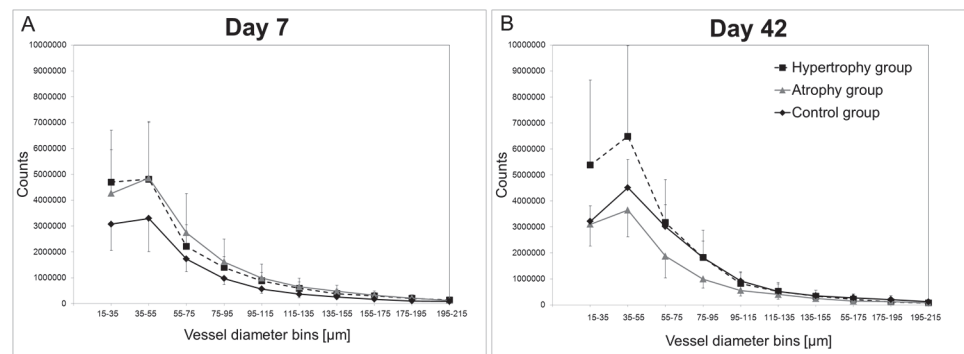 A
Day 7
10000000
9000000
8000000
7000000
6000000
5000000
4000000
3000000
2000000
1000000
0
Counts
15-35 35-55 55-75 75-95 95-115 115-135 135-155 155-175 175-195 195-215
Vessel diameter bins [µm]
B
Day 42
10000000
9000000
8000000
7000000
6000000
5000000
4000000
3000000
2000000
1000000
0
Counts
Hypertrophy group
Atrophy group
Control group
15-35 35-55 55-75 75-95 95-115 115-135 135-155 155-175 175-195 195-215
Vessel diameter bins [µm]